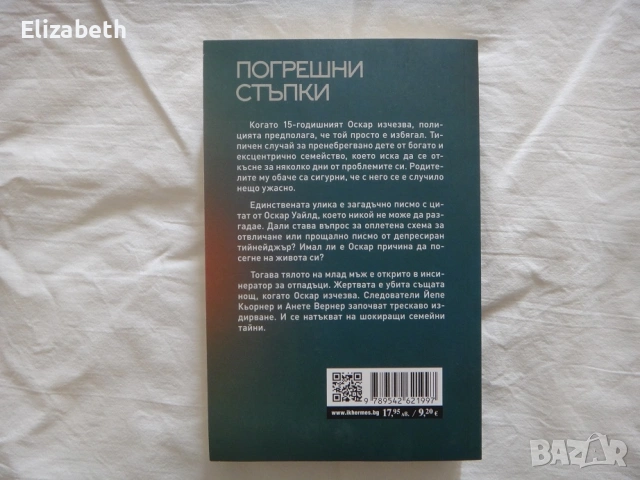 Elizabeth
ПОГРЕШНИ
СТЪПКИ
Когато 15-годишният Оскар изчезва, поли-
цията предполага, че той просто е избягал. Ти-
пичен случай за пренебрегвано дете от богато и
ексцентрично семейство, което иска да се от-
късне за няколко дни от проблемите си. Родите-
лите му обаче са сигурни, че с него се е случило
нещо ужасно.
Единствената улика е загадъчно писмо с ци-
тат от Оскар Уайлд, което никой не може да раз-
гадае. Дали става въпрос за оплетена схема за
отвличане или прощално писмо от депресиран
тийнейджър? Имал ли е Оскар причина да по-
сегне на живота си?
Тогава тялото на млад мъж е открито в инси-
нератор за отпадъци. Жертвата е убита същата
нощ, когато Оскар изчезва. Следователи Йепе
Кьорнер и Анете Вернер започват трескаво из-
дирване. И се натъкват на шокиращи семейни
тайни.
9 789542 621997
www.ikhermes.bg 17,95 лв. / 9,20 €
BAZAR